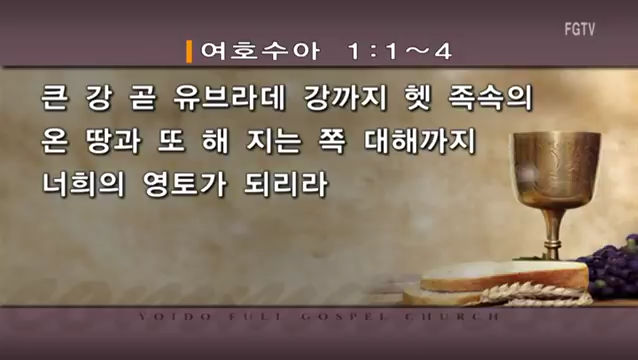 FGTV
여호수아 1:1~4
큰 강 곧 유브라데 강까지 헷 족속의
온 땅과 또 해 지는 쪽 대해까지
너희의 영토가 되리라
YOIDO FULL GOSPEL CHURCH